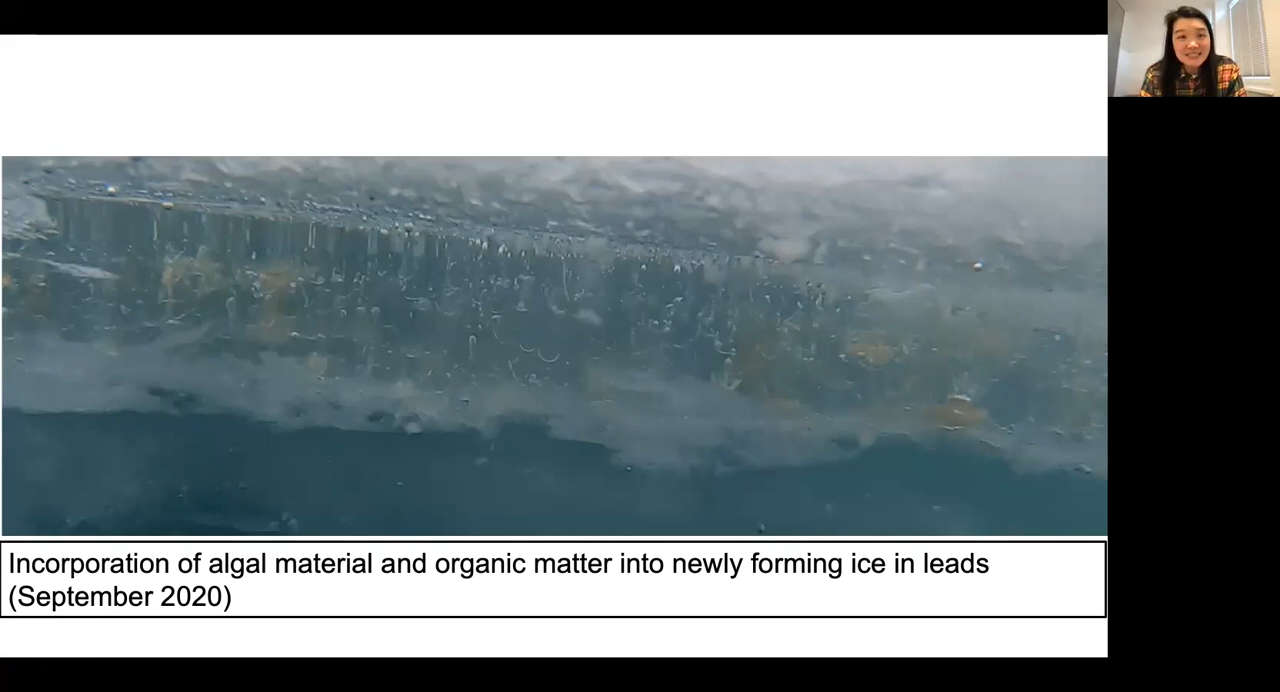 Incorporation of algal material and organic matter into newly forming ice in leads
(September 2020)